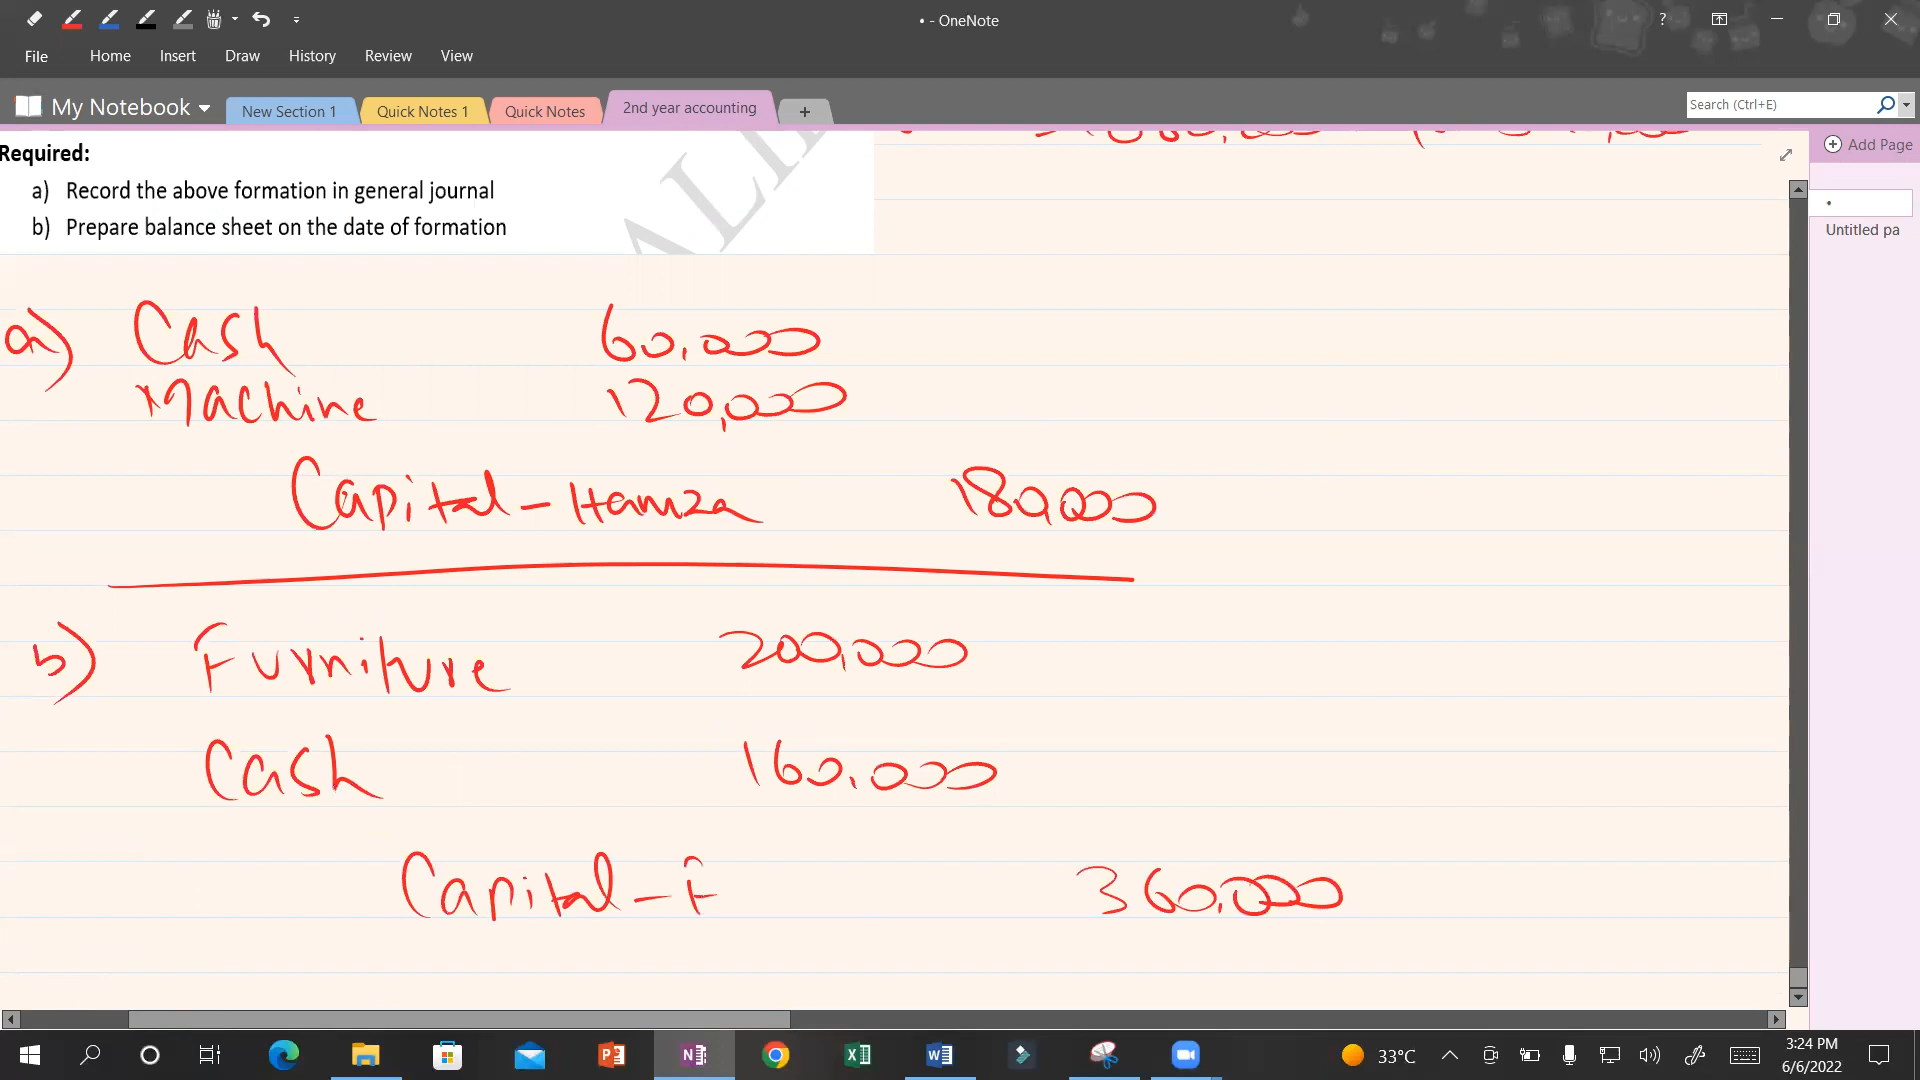 • - OneNote
?
File Home Insert Draw History Review View
My Notebook New Section 1 Quick Notes 1 Quick Notes 2nd year accounting +
Search (Ctrl+E)
Add Page
•
Untitled pa
Required:
a) Record the above formation in general journal
b) Prepare balance sheet on the date of formation
a) Cash 60,000
Machine 120,000
Capital - Hamza 180,000
b) Furniture 200,000
Cash 160,000
Capital - F 360,000
33°C
3:24 PM
6/6/2022